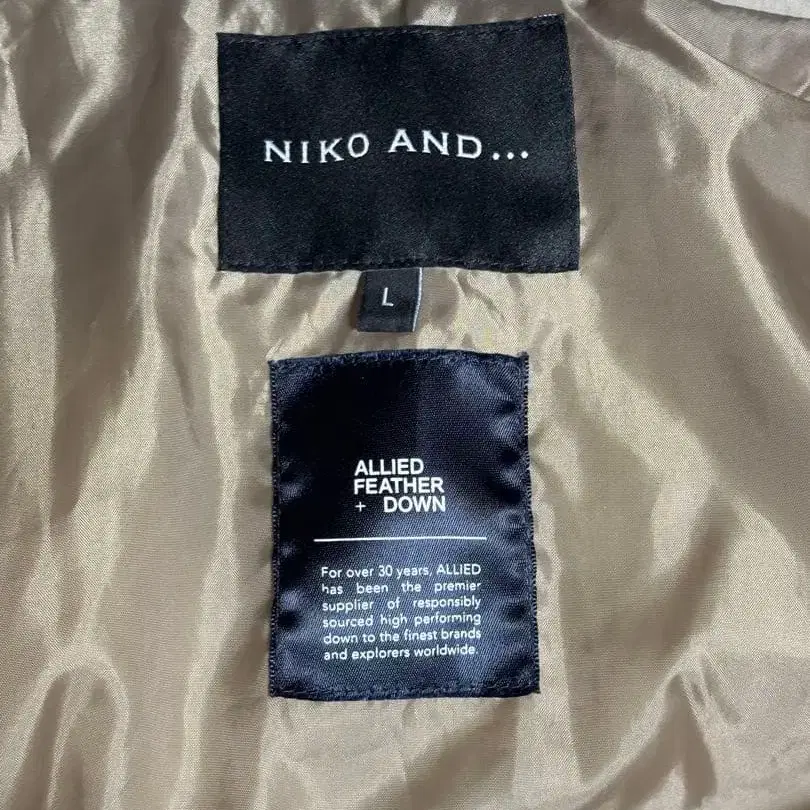 NIKO AND...
L
ALLIED
FEATHER
+ DOWN
For over 30 years, ALLIED
has been the premier
supplier of responsibly
sourced high performing
down to the finest brands
and explorers worldwide.